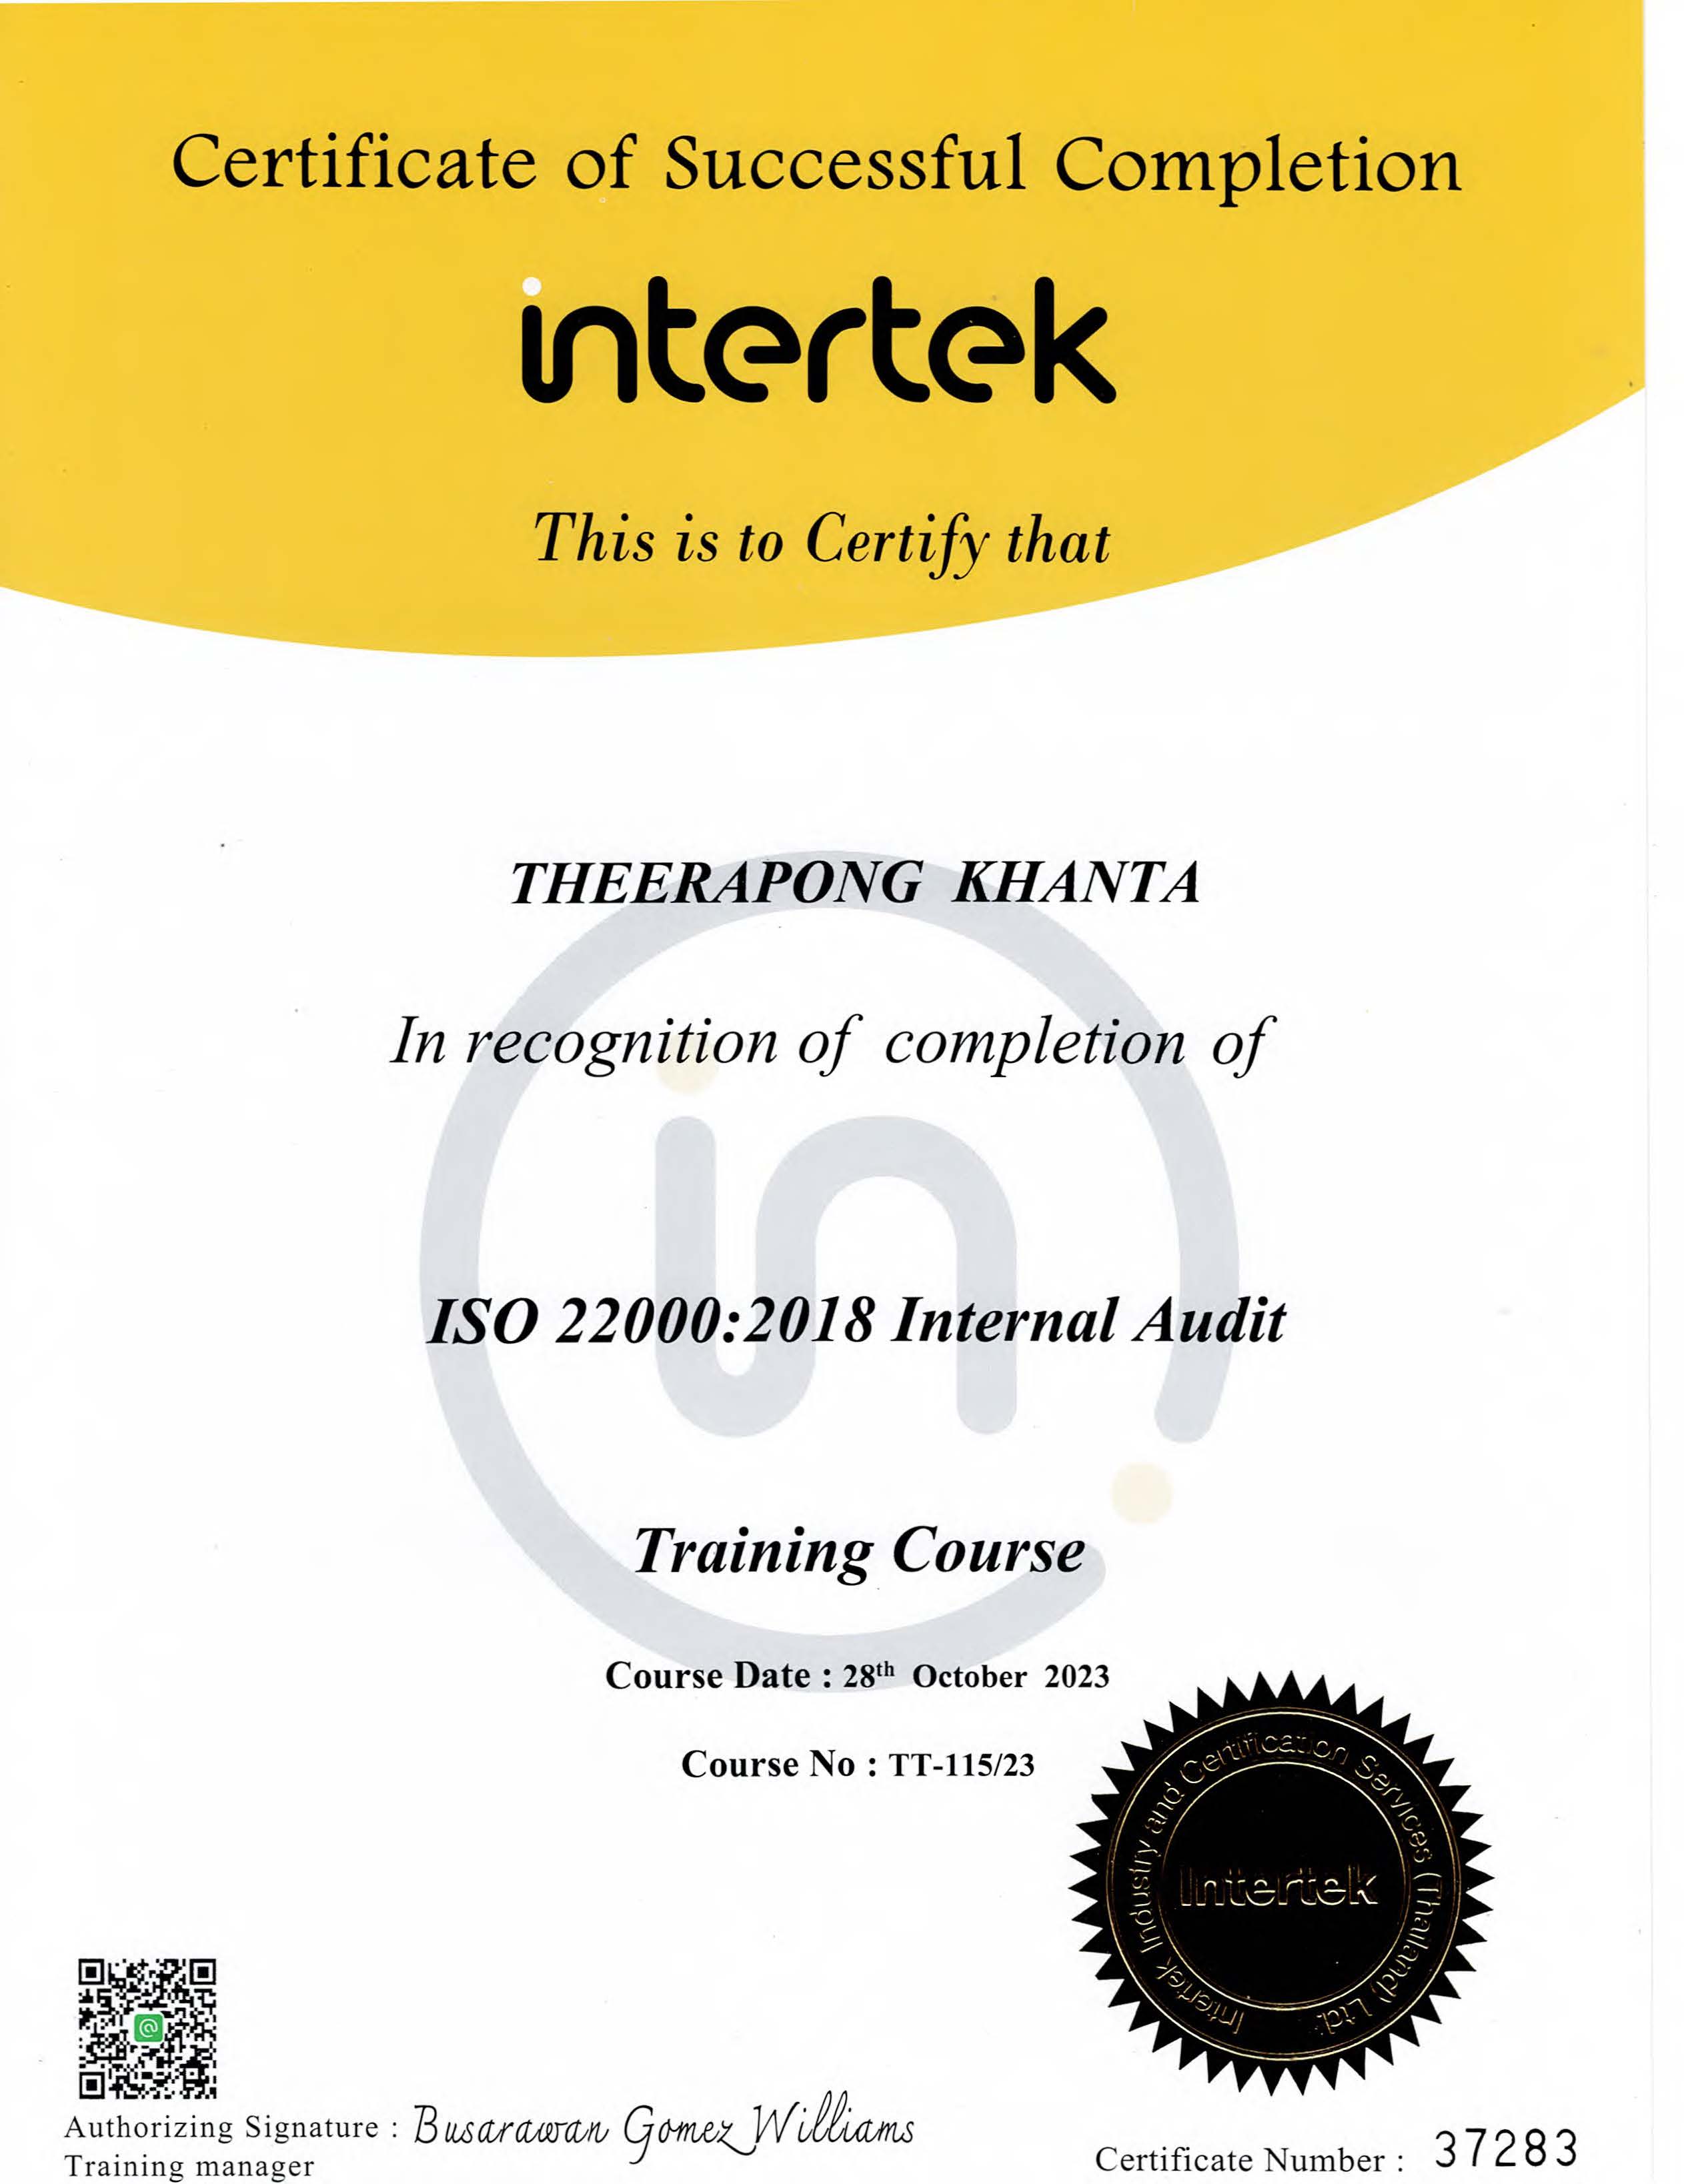 Certificate of Successful Completion
intertek
This is to Certify that
THEERAPONG KHANTA
In recognition of completion of
in
ISO 22000:2018 Internal Audit
Training Course
Course Date : 28th October 2023
Course No : TT-115/23
Intertek Industry and Certification Services (Thailand) Ltd.
Intertek
Authorizing Signature : Busarawan Gomez Williams
Training manager
Certificate Number : 37283